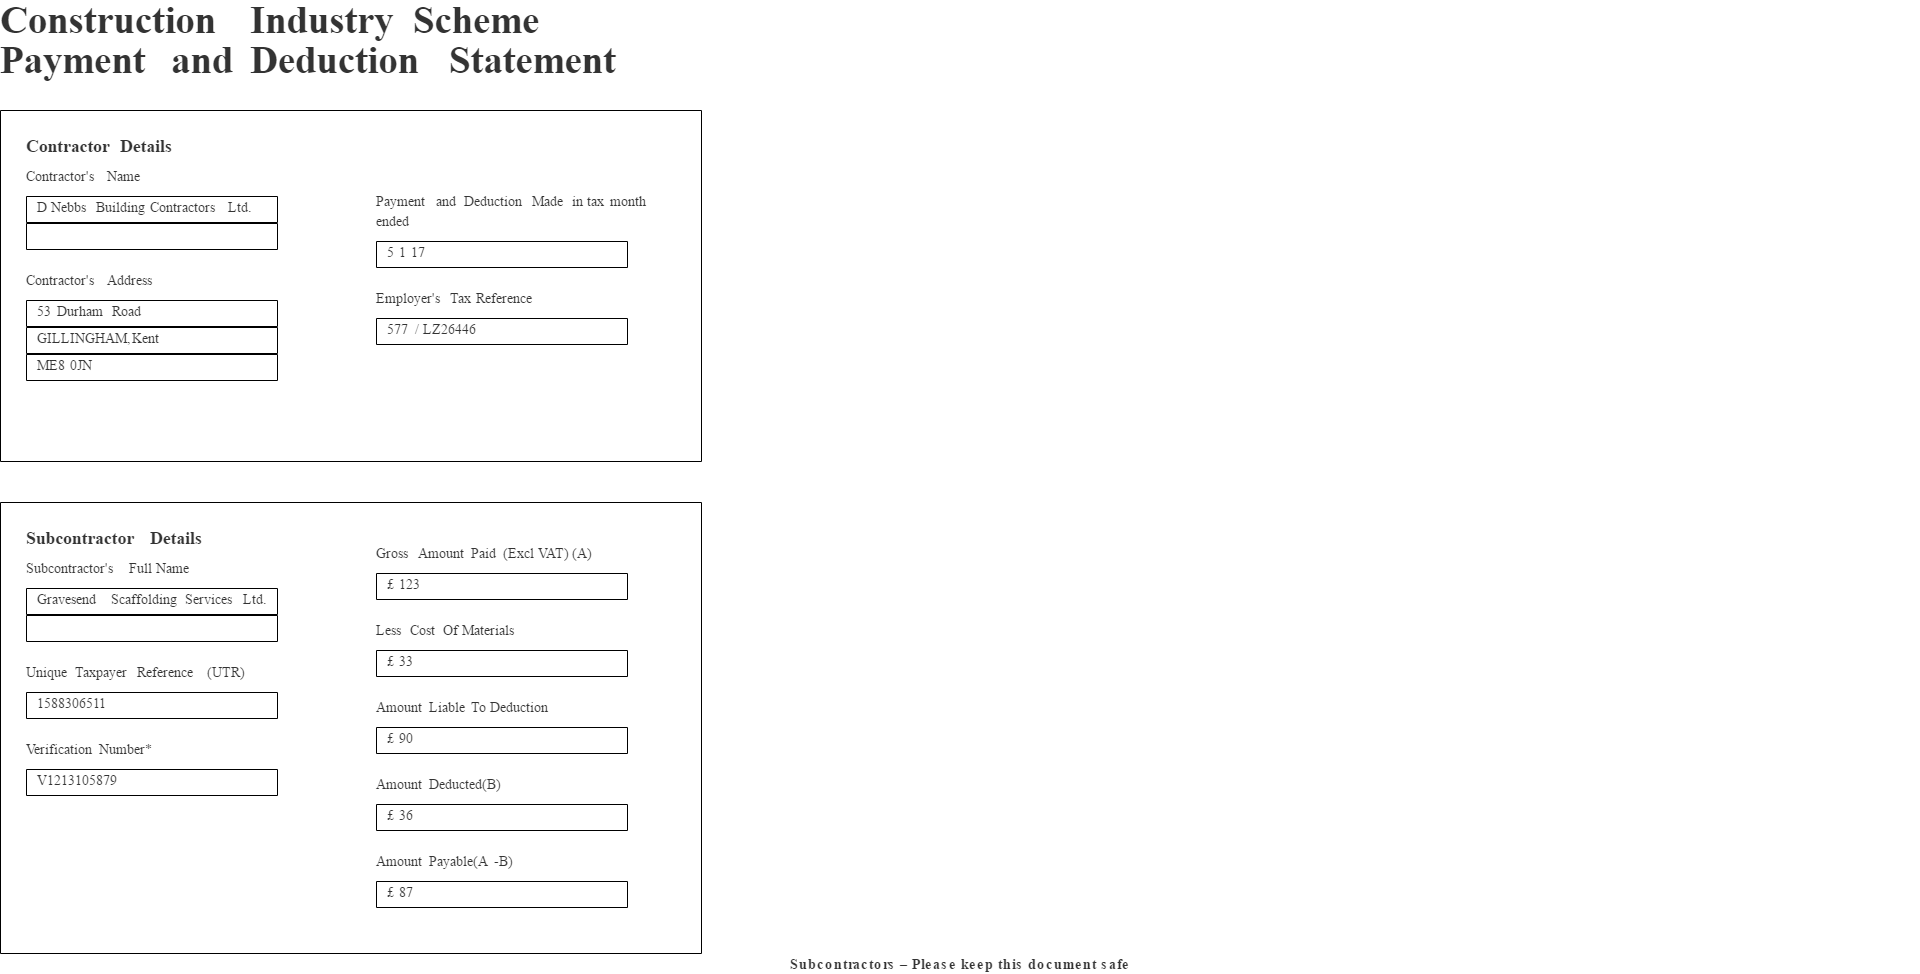 Construction Industry Scheme
Payment and Deduction Statement
Contractor Details
Contractor's Name
D Nebbs Building Contractors Ltd.
Contractor's Address
53 Durham Road
GILLINGHAM, Kent
ME8 0JN
Payment and Deduction Made in tax month
ended
5 1 17
Employer's Tax Reference
577 / LZ26446
Subcontractor Details
Subcontractor's Full Name
Gravesend Scaffolding Services Ltd.
Unique Taxpayer Reference (UTR)
1588306511
Verification Number*
V1213105879
Gross Amount Paid (Excl VAT) (A)
£ 123
Less Cost Of Materials
£ 33
Amount Liable To Deduction
£ 90
Amount Deducted(B)
£ 36
Amount Payable(A -B)
£ 87
Subcontractors – Please keep this document safe